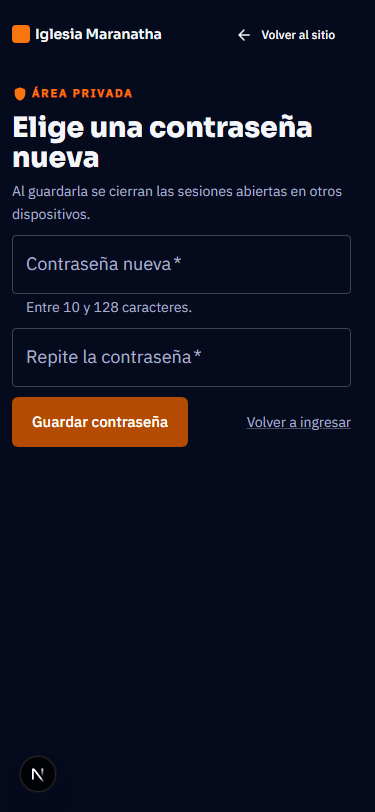 Iglesia Maranatha
Volver al sitio
ÁREA PRIVADA
Elige una contraseña
nueva
Al guardarla se cierran las sesiones abiertas en otros
dispositivos.
Contraseña nueva *
Entre 10 y 128 caracteres.
Repite la contraseña *
Guardar contraseña
Volver a ingresar
N